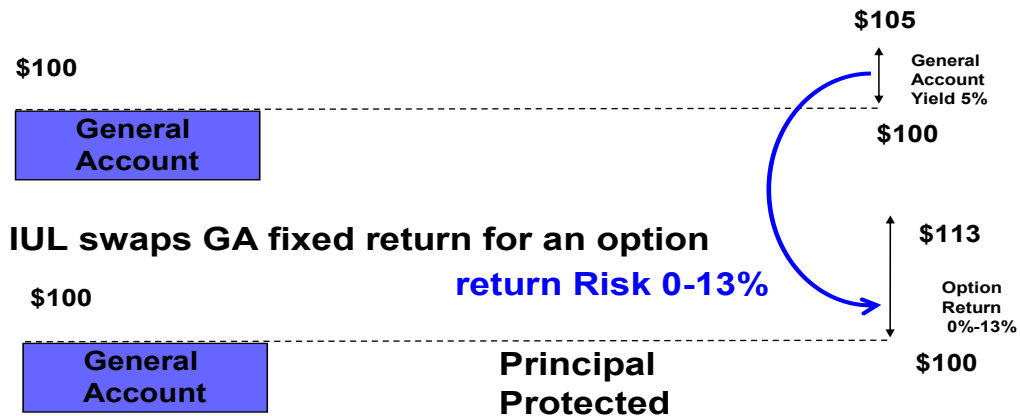 $105
$100
General
Account
Yield 5%
General
Account
$100
IUL swaps GA fixed return for an option
return Risk 0-13%
$113
$100
Option
Return
0%-13%
General
Account
Principal
Protected
$100